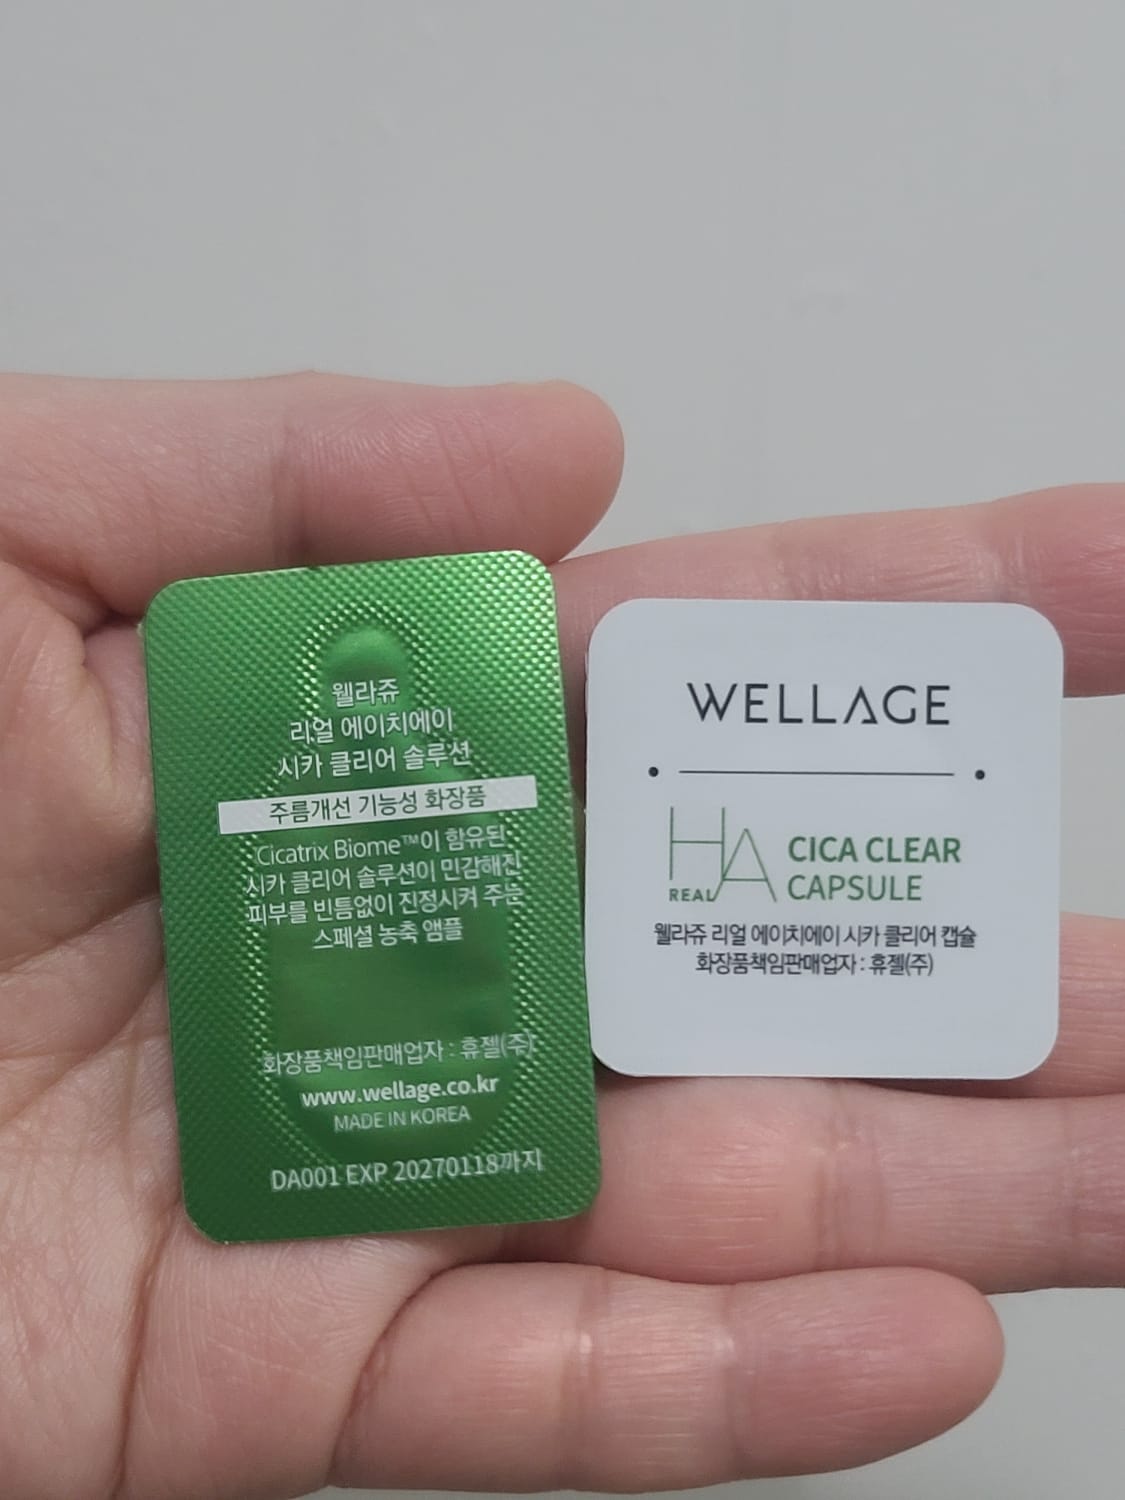 웰라쥬
리얼 에이치에이
시카 클리어 솔루션
주름개선 기능성 화장품
Cicatrix Biome™이 함유된
시카 클리어 솔루션이 민감해진
피부를 빈틈없이 진정시켜 주는
스페셜 농축 앰플
화장품책임판매업자 : 휴젤(주)
www.wellage.co.kr
MADE IN KOREA
DA001 EXP 20270118까지
WELLAGE
REAL HA CICA CLEAR
CAPSULE
웰라쥬 리얼 에이치에이 시카 클리어 캡슐
화장품책임판매업자 : 휴젤(주)